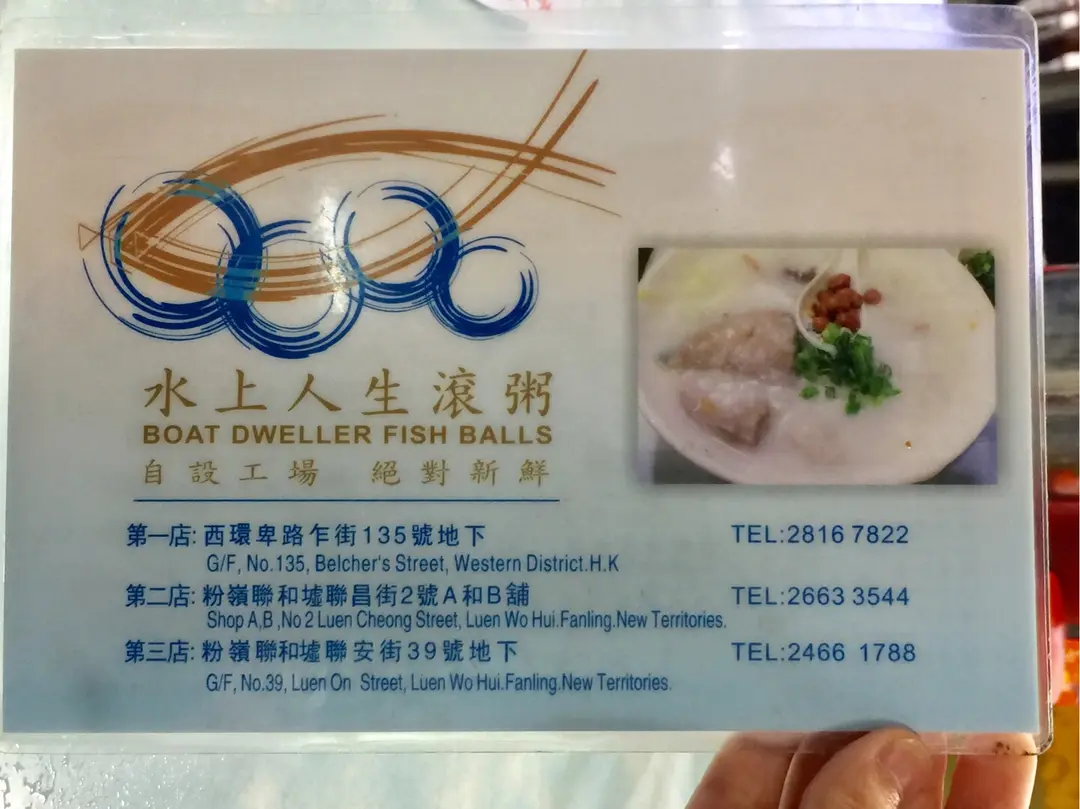 水上人生滾粥
BOAT DWELLER FISH BALLS
自設工場 絕對新鮮
第一店: 西環卑路乍街135號地下 TEL:2816 7822
G/F, No.135, Belcher's Street, Western District.H.K
第二店: 粉嶺聯和墟聯昌街2號A和B舖 TEL:2663 3544
Shop A,B ,No 2 Luen Cheong Street, Luen Wo Hui.Fanling.New Territories.
第三店: 粉嶺聯和墟聯安街39號地下 TEL:2466 1788
G/F, No.39, Luen On Street, Luen Wo Hui.Fanling.New Territories.